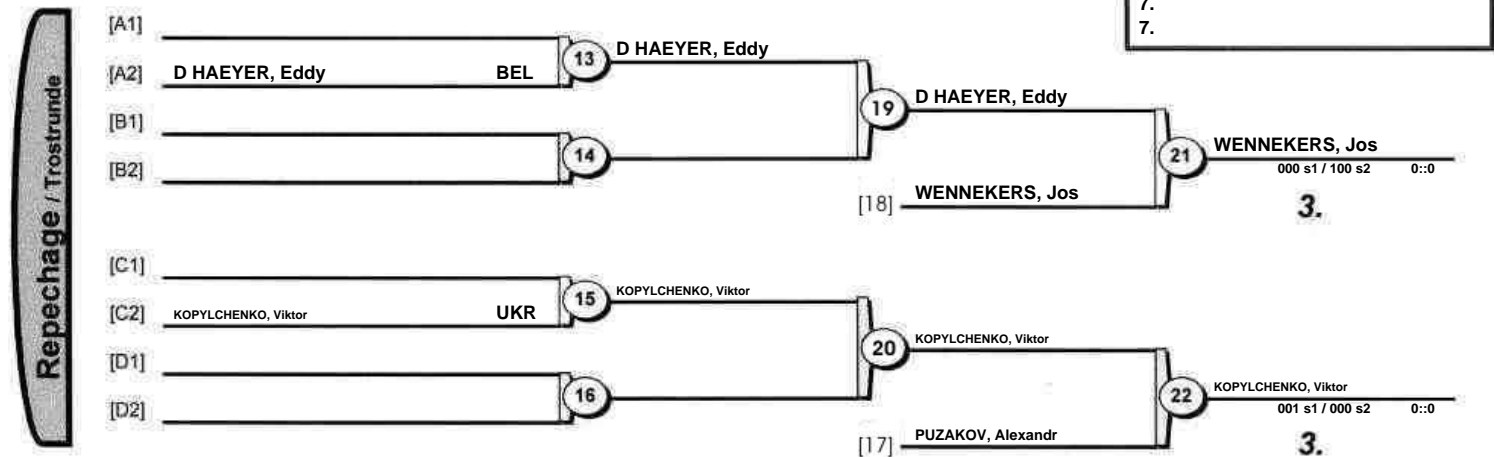 7.
7.
Repechage / Trostrunde
[A1]
[A2] D HAEYER, Eddy BEL
13 D HAEYER, Eddy
[B1]
[B2]
14
19 D HAEYER, Eddy
[18] WENNEKERS, Jos
21 WENNEKERS, Jos
000 s1 / 100 s2 0::0
3.
[C1]
[C2] KOPYLCHENKO, Viktor UKR
15 KOPYLCHENKO, Viktor
[D1]
[D2]
16
20 KOPYLCHENKO, Viktor
[17] PUZAKOV, Alexandr
22 KOPYLCHENKO, Viktor
001 s1 / 000 s2 0::0
3.